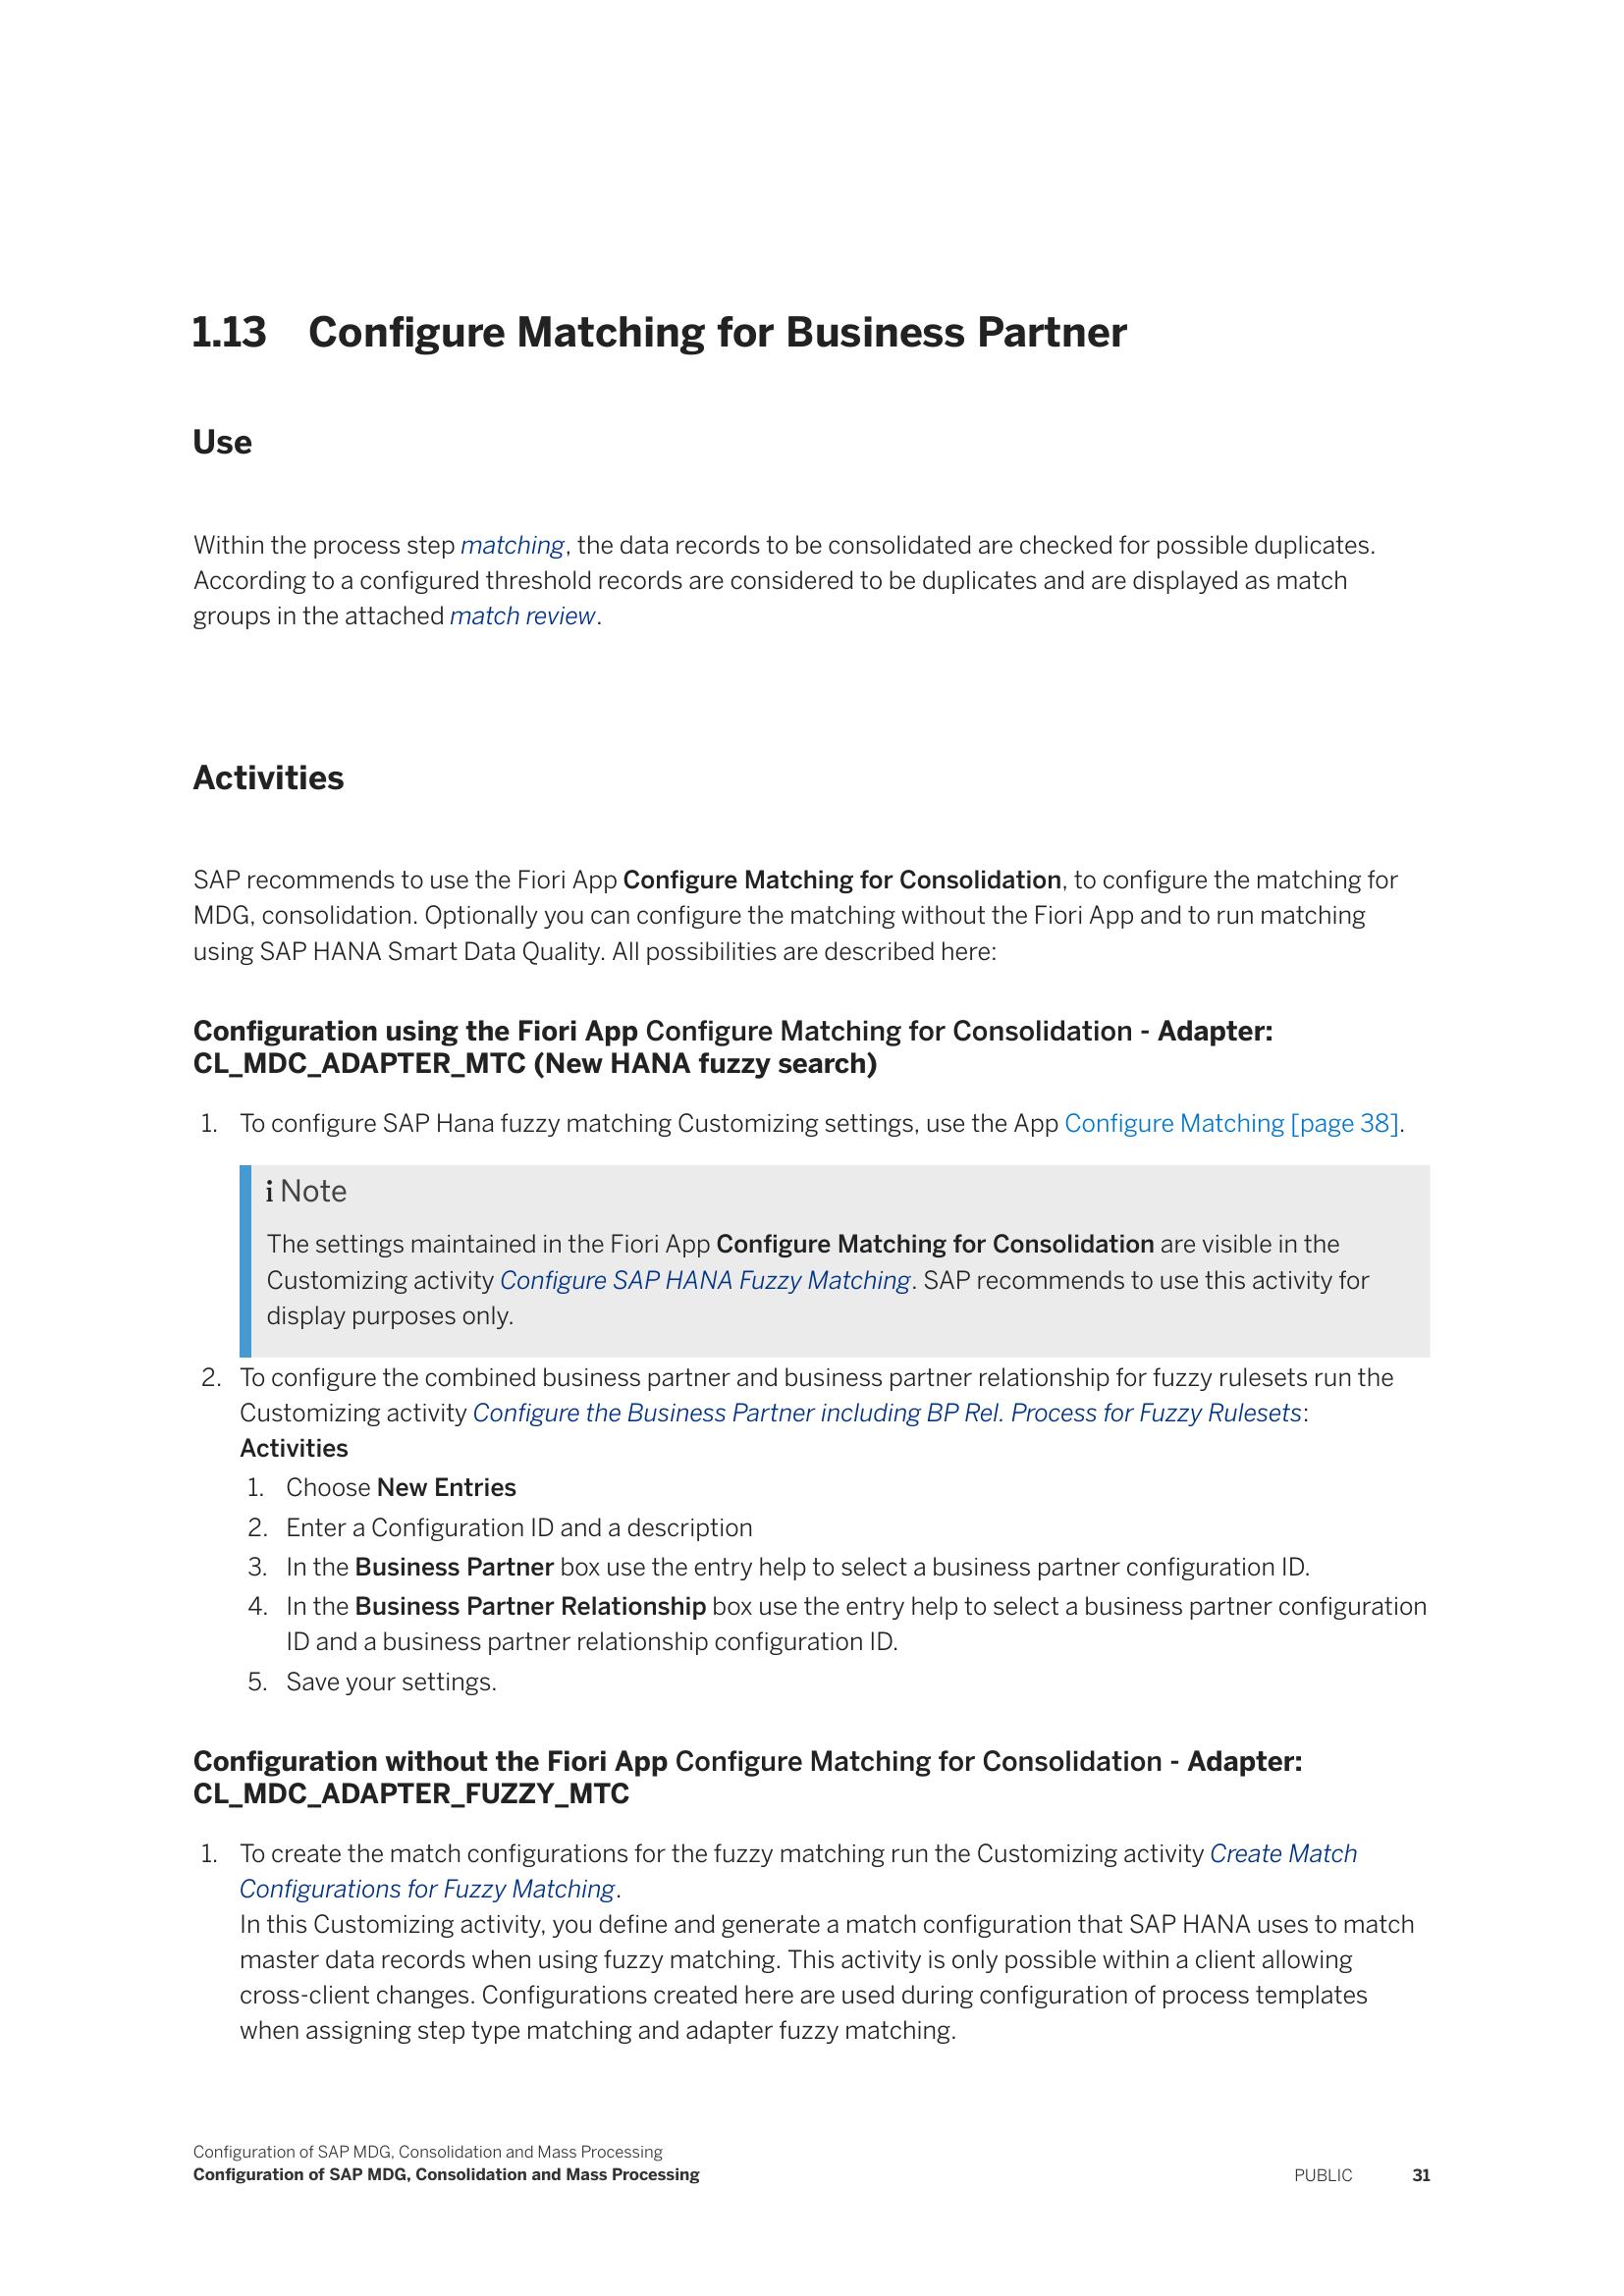 1.13 Configure Matching for Business Partner
Use
Within the process step matching, the data records to be consolidated are checked for possible duplicates.
According to a configured threshold records are considered to be duplicates and are displayed as match
groups in the attached match review.
Activities
SAP recommends to use the Fiori App Configure Matching for Consolidation, to configure the matching for
MDG, consolidation. Optionally you can configure the matching without the Fiori App and to run matching
using SAP HANA Smart Data Quality. All possibilities are described here:
Configuration using the Fiori App Configure Matching for Consolidation - Adapter:
CL_MDC_ADAPTER_MTC (New HANA fuzzy search)
1. To configure SAP Hana fuzzy matching Customizing settings, use the App Configure Matching [page 38].
i Note
The settings maintained in the Fiori App Configure Matching for Consolidation are visible in the
Customizing activity Configure SAP HANA Fuzzy Matching. SAP recommends to use this activity for
display purposes only.
2. To configure the combined business partner and business partner relationship for fuzzy rulesets run the
Customizing activity Configure the Business Partner including BP Rel. Process for Fuzzy Rulesets:
Activities
1. Choose New Entries
2. Enter a Configuration ID and a description
3. In the Business Partner box use the entry help to select a business partner configuration ID.
4. In the Business Partner Relationship box use the entry help to select a business partner configuration
ID and a business partner relationship configuration ID.
5. Save your settings.
Configuration without the Fiori App Configure Matching for Consolidation - Adapter:
CL_MDC_ADAPTER_FUZZY_MTC
1. To create the match configurations for the fuzzy matching run the Customizing activity Create Match
Configurations for Fuzzy Matching.
In this Customizing activity, you define and generate a match configuration that SAP HANA uses to match
master data records when using fuzzy matching. This activity is only possible within a client allowing
cross-client changes. Configurations created here are used during configuration of process templates
when assigning step type matching and adapter fuzzy matching.
Configuration of SAP MDG, Consolidation and Mass Processing
Configuration of SAP MDG, Consolidation and Mass Processing PUBLIC 31